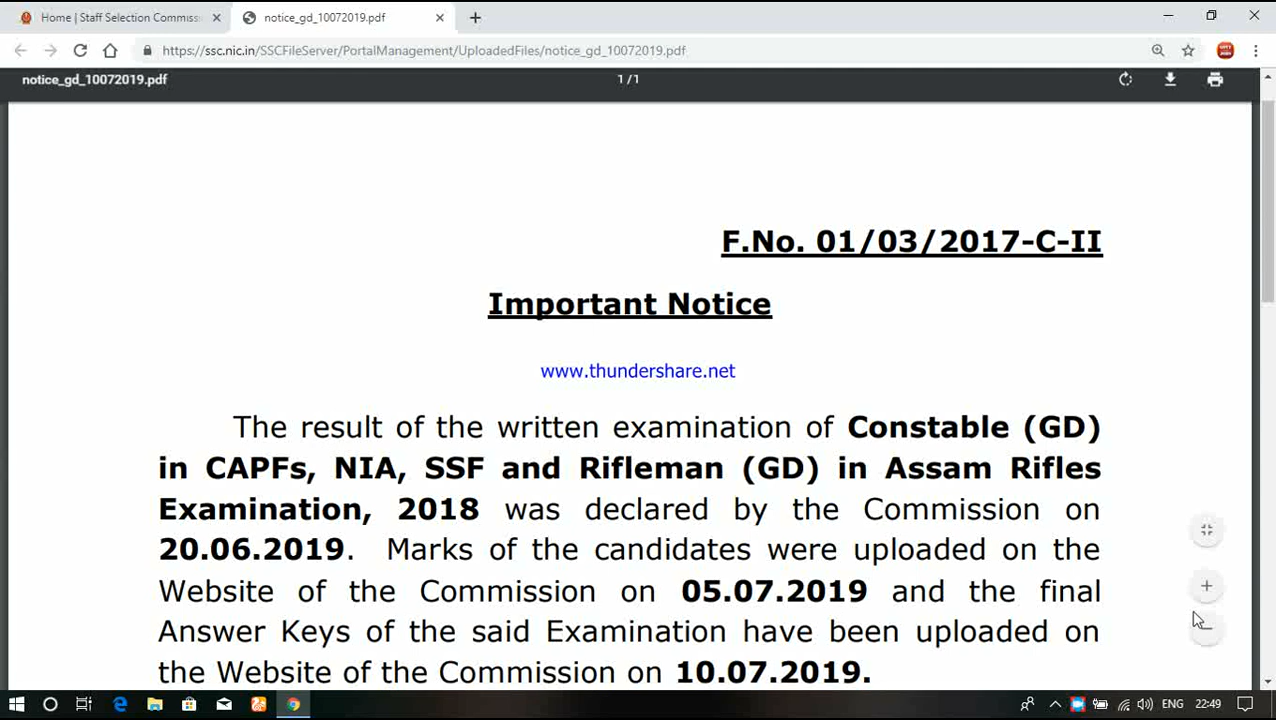 Home | Staff Selection Commiss
notice_gd_10072019.pdf
https://ssc.nic.in/SSCFileServer/PortalManagement/UploadedFiles/notice_gd_10072019.pdf
notice_gd_10072019.pdf
1 / 1
F.No. 01/03/2017-C-II
Important Notice
www.thundershare.net
The result of the written examination of Constable (GD)
in CAPFs, NIA, SSF and Rifleman (GD) in Assam Rifles
Examination, 2018 was declared by the Commission on
20.06.2019. Marks of the candidates were uploaded on the
Website of the Commission on 05.07.2019 and the final
Answer Keys of the said Examination have been uploaded on
the Website of the Commission on 10.07.2019.
ENG
22:49